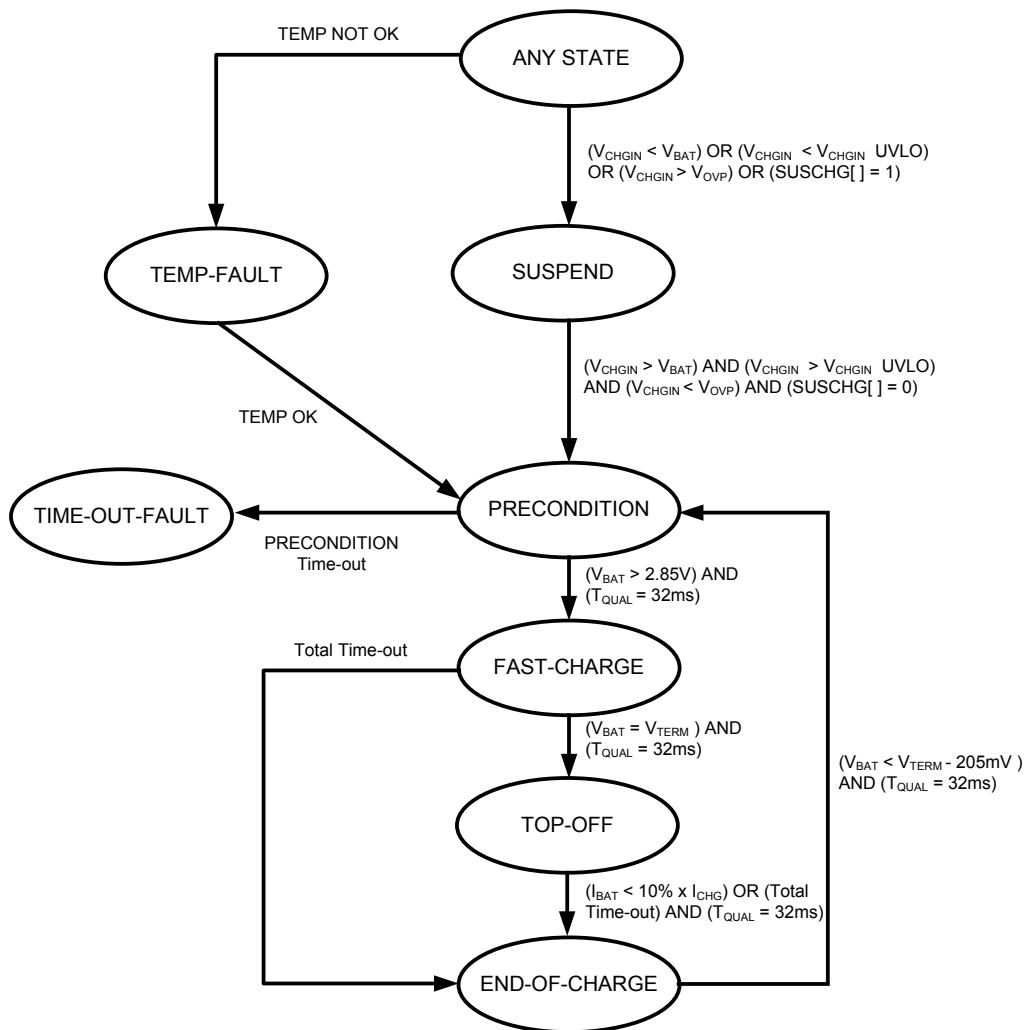 TEMP NOT OK
ANY STATE
(VCHGIN < VBAT) OR (VCHGIN < VCHGIN UVLO)
OR (VCHGIN > VOVP) OR (SUSCHG[ ] = 1)
TEMP-FAULT
SUSPEND
(VCHGIN > VBAT) AND (VCHGIN > VCHGIN UVLO)
AND (VCHGIN < VOVP) AND (SUSCHG[ ] = 0)
TEMP OK
TIME-OUT-FAULT
PRECONDITION
PRECONDITION
Time-out
(VBAT > 2.85V) AND
(TQUAL = 32ms)
Total Time-out
FAST-CHARGE
(VBAT = VTERM ) AND
(TQUAL = 32ms)
(VBAT < VTERM - 205mV )
AND (TQUAL = 32ms)
TOP-OFF
(IBAT < 10% x ICHG) OR (Total
Time-out) AND (TQUAL = 32ms)
END-OF-CHARGE